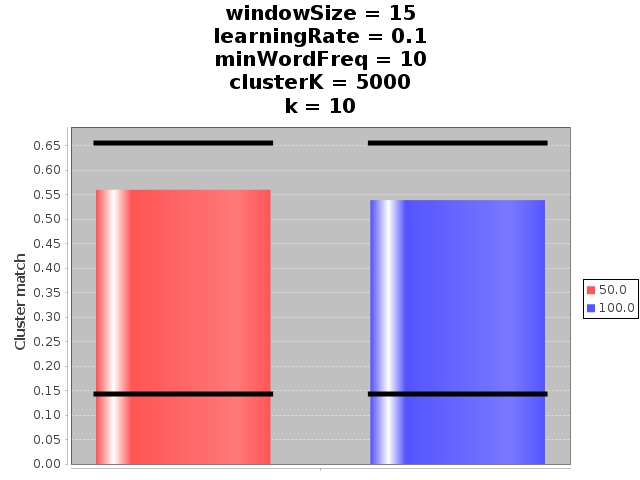 windowSize = 15
learningRate = 0.1
minWordFreq = 10
clusterK = 5000
k = 10
0.65
0.60
0.55
0.50
0.45
0.40
0.35
0.30
0.25
0.20
0.15
0.10
0.05
0.00
Cluster match
50.0
100.0